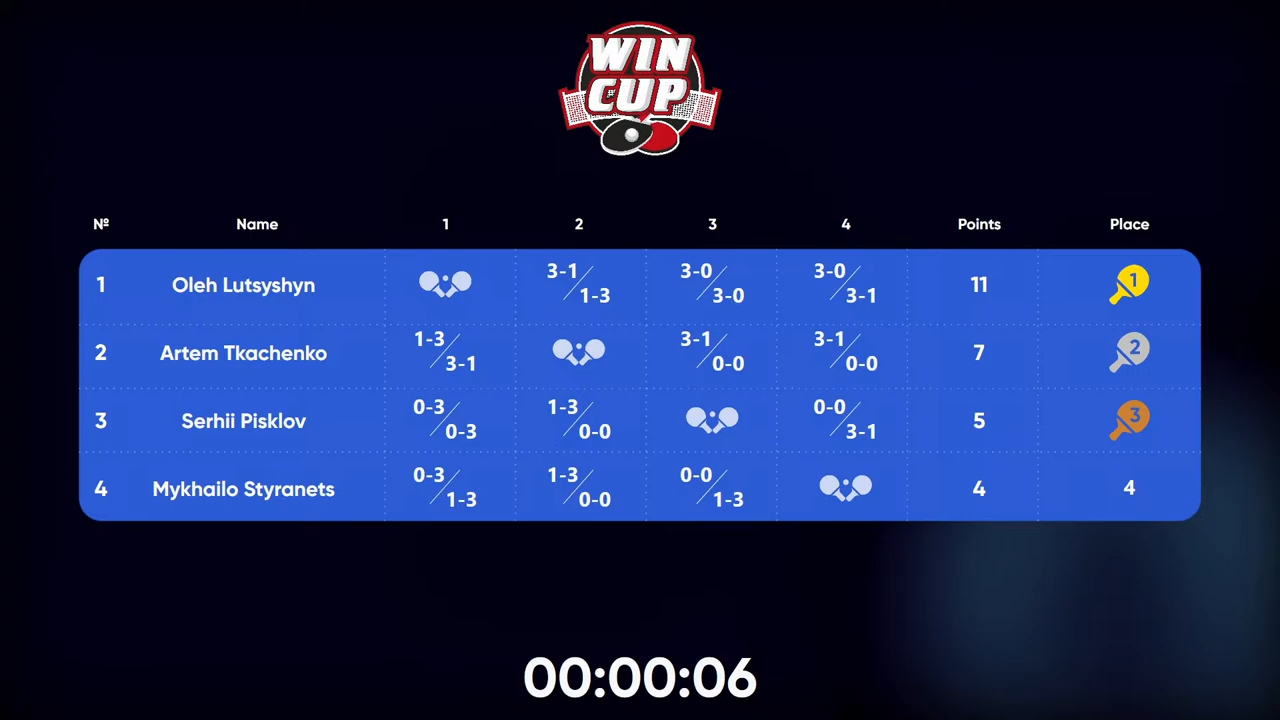 WIN
CUP
№ Name 1 2 3 4 Points Place
1 Oleh Lutsyshyn 3-1/1-3 3-0/3-0 3-0/3-1 11 1
2 Artem Tkachenko 1-3/3-1 3-1/0-0 3-1/0-0 7 2
3 Serhii Pisklov 0-3/0-3 1-3/0-0 0-0/3-1 5 3
4 Mykhailo Styranets 0-3/1-3 1-3/0-0 0-0/1-3 4 4
00:00:06